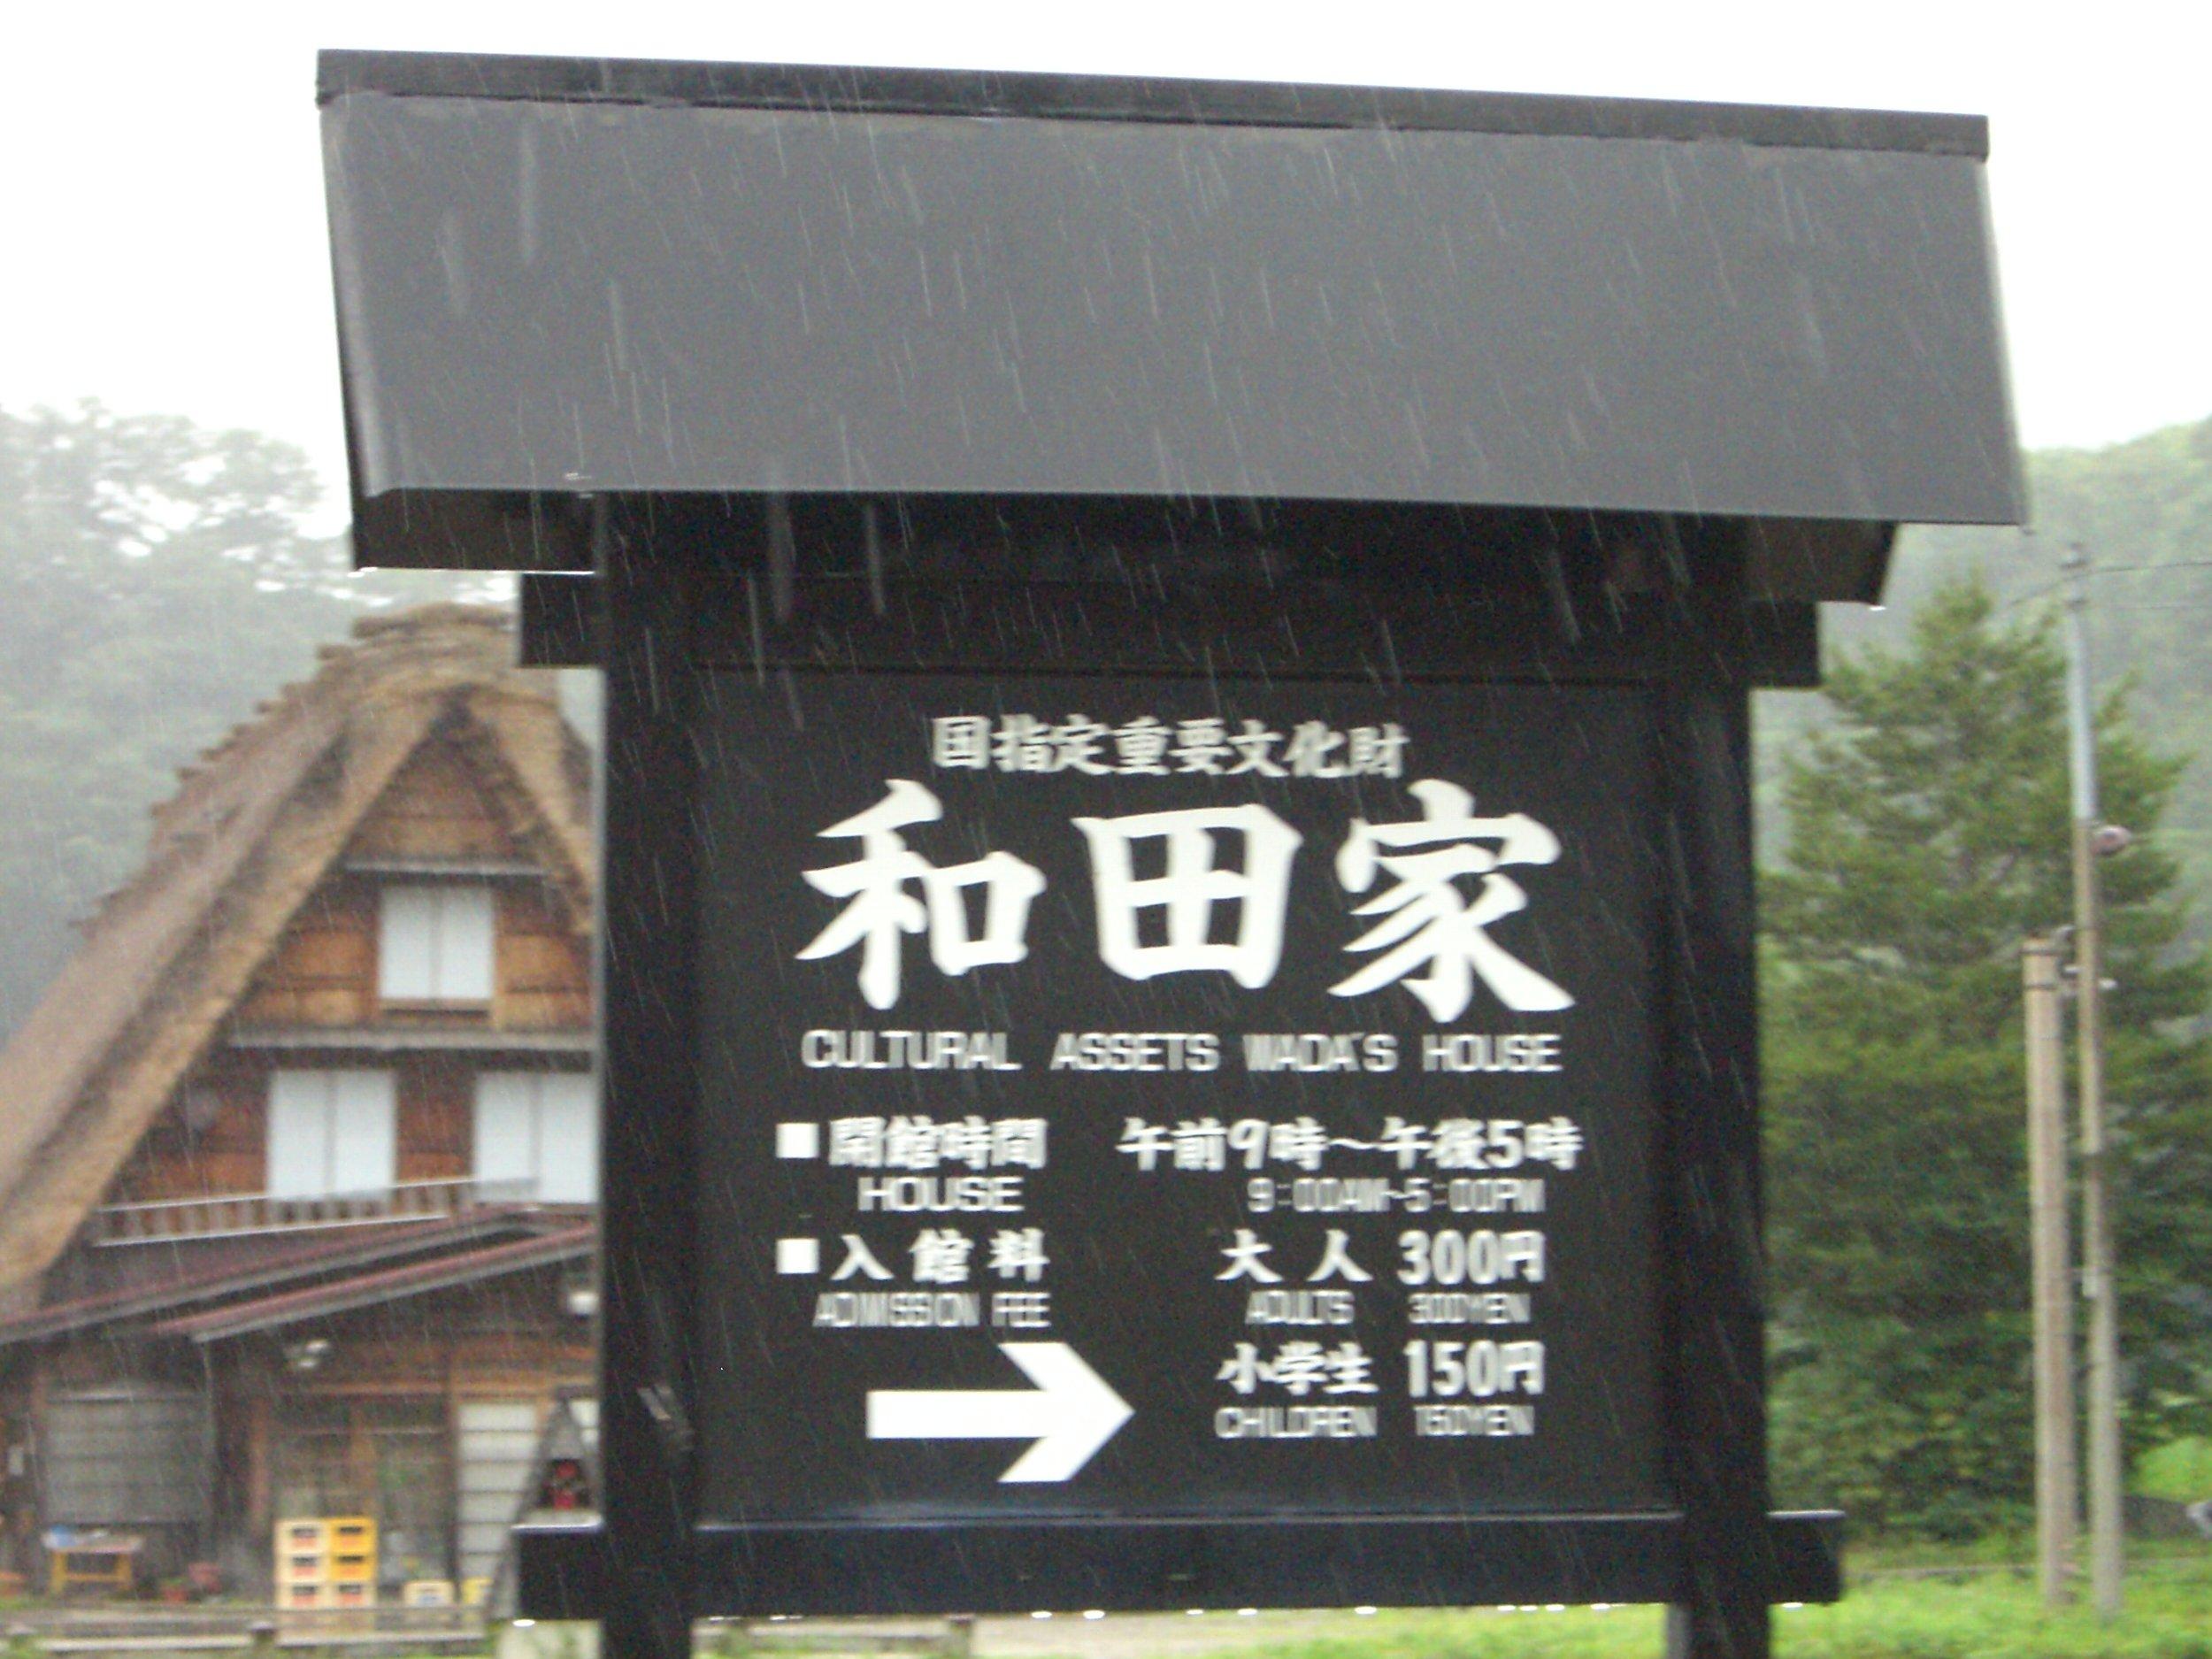 国指定重要文化財
和田家
CULTURAL ASSETS WADA'S HOUSE
■開館時間 午前9時～午後5時
HOUSE 9:00AM~5:00PM
■入館料 大人 300円
ADMISSION FEE ADULTS 300YEN
小学生 150円
CHILDREN 150YEN